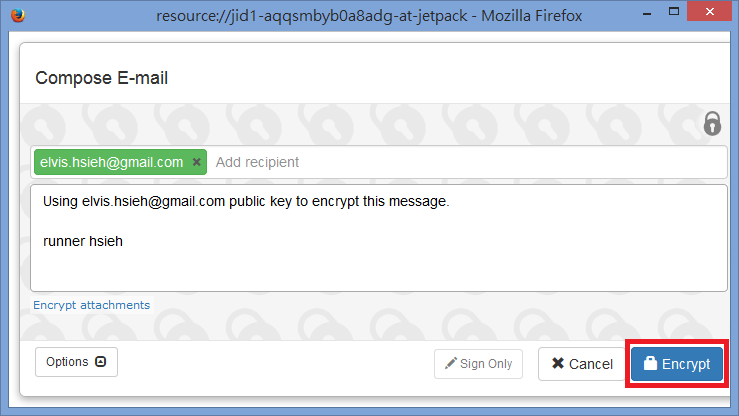 resource://jid1-aqqsmbyb0a8adg-at-jetpack - Mozilla Firefox
Compose E-mail
elvis.hsieh@gmail.com × Add recipient
Using elvis.hsieh@gmail.com public key to encrypt this message.
runner hsieh
Encrypt attachments
Options
Sign Only
Cancel
Encrypt